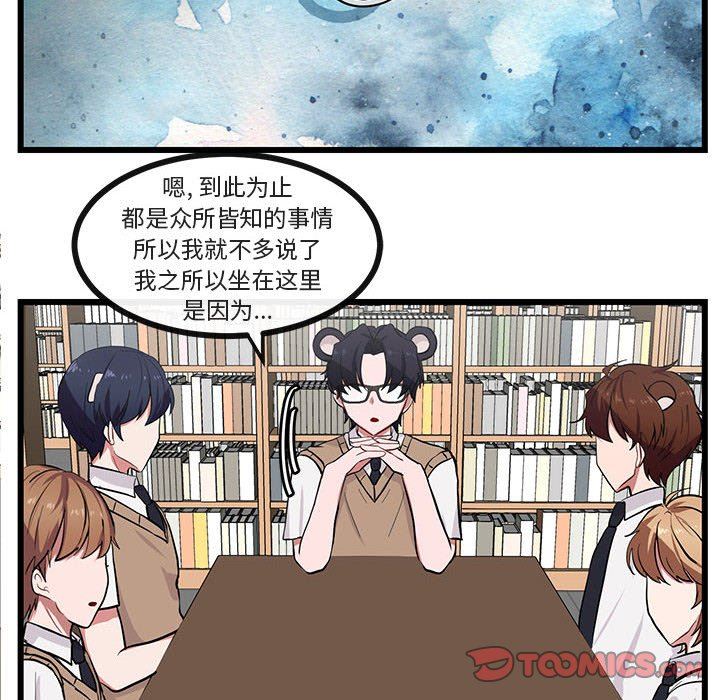 嗯, 到此为止
都是众所皆知的事情
所以我就不多说了
我之所以坐在这里
是因为...
TOOMICS.com